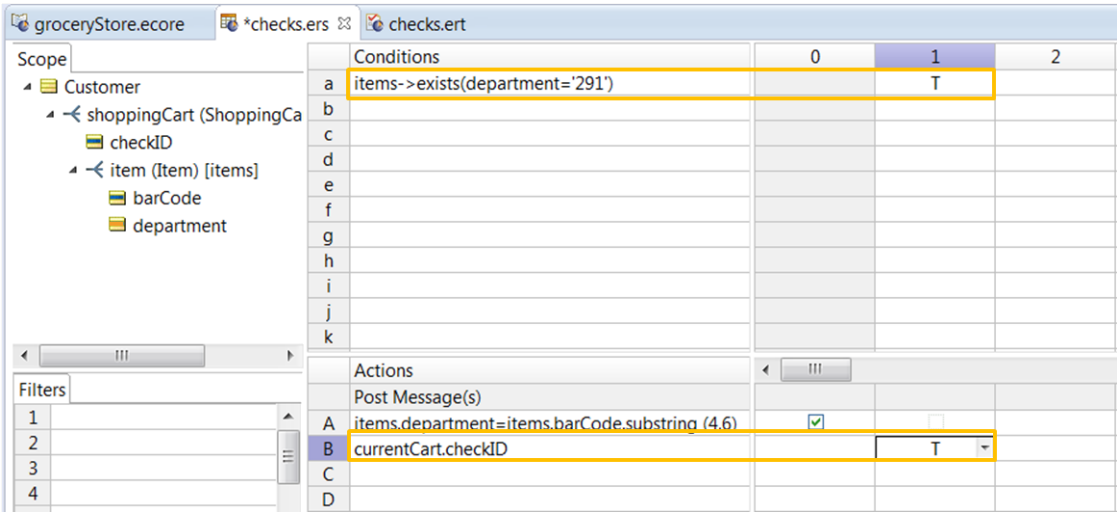 groceryStore.ecore
*checks.ers
checks.ert
Scope
Customer
shoppingCart (ShoppingCa
checkID
item (Item) [items]
barCode
department
Conditions 0 1 2
a items->exists(department='291') T
b
c
d
e
f
g
h
i
j
k
Filters
1
2
3
4
Actions
Post Message(s)
A items.department=items.barCode.substring (4,6)
B currentCart.checkID T
C
D